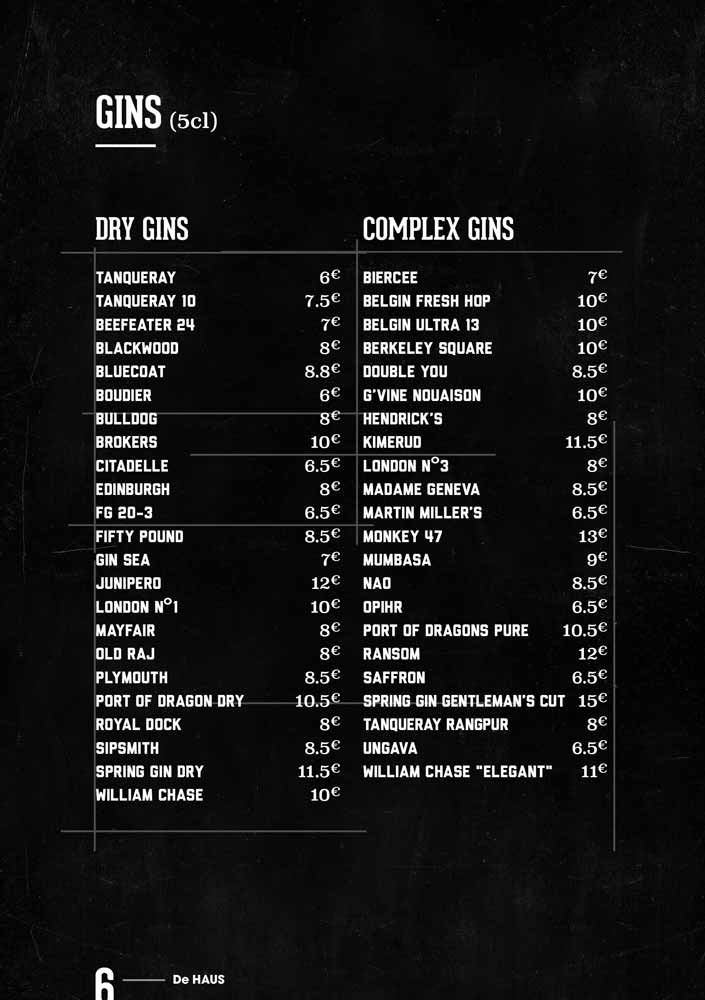 GINS (5cl)
DRY GINS
TANQUERAY 6€
TANQUERAY 10 7.5€
BEEFEATER 24 7€
BLACKWOOD 8€
BLUECOAT 8.8€
BOUDIER 6€
BULLDOG 8€
BROKERS 10€
CITADELLE 6.5€
EDINBURGH 8€
FG 20-3 6.5€
FIFTY POUND 8.5€
GIN SEA 7€
JUNIPERO 12€
LONDON N°1 10€
MAYFAIR 8€
OLD RAJ 8€
PLYMOUTH 8.5€
PORT OF DRAGON DRY 10.5€
ROYAL DOCK 8€
SIPSMITH 8.5€
SPRING GIN DRY 11.5€
WILLIAM CHASE 10€
COMPLEX GINS
BIERCEE 7€
BELGIN FRESH HOP 10€
BELGIN ULTRA 13 10€
BERKELEY SQUARE 10€
DOUBLE YOU 8.5€
G'VINE NOUAISON 10€
HENDRICK'S 8€
KIMERUD 11.5€
LONDON N°3 8€
MADAME GENEVA 8.5€
MARTIN MILLER'S 6.5€
MONKEY 47 13€
MUMBASA 9€
NAO 8.5€
OPIHR 6.5€
PORT OF DRAGONS PURE 10.5€
RANSOM 12€
SAFFRON 6.5€
SPRING GIN GENTLEMAN'S CUT 15€
TANQUERAY RANGPUR 8€
UNGAVA 6.5€
WILLIAM CHASE "ELEGANT" 11€
6 De HAUS